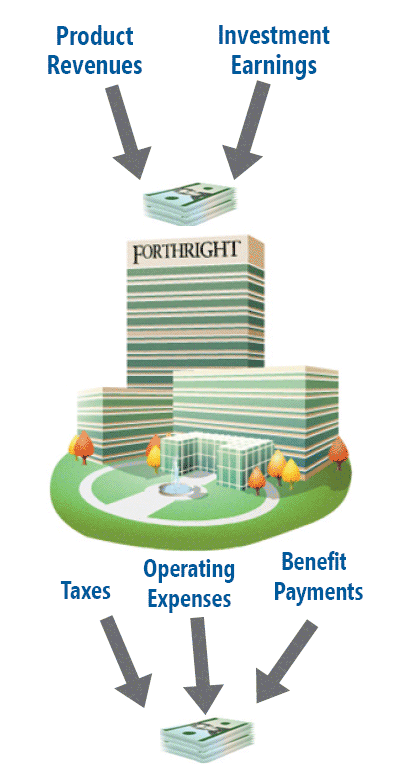 Product
Revenues
Investment
Earnings
FORTHRIGHT
Taxes
Operating
Expenses
Benefit
Payments